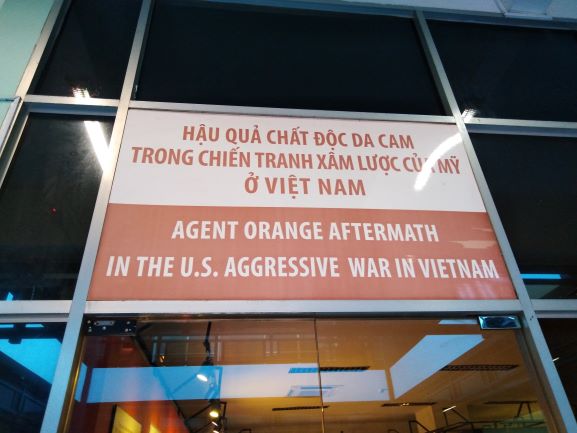 HẬU QUẢ CHẤT ĐỘC DA CAM
TRONG CHIẾN TRANH XÂM LƯỢC CỦA MỸ
Ở VIỆT NAM
AGENT ORANGE AFTERMATH
IN THE U.S. AGGRESSIVE WAR IN VIETNAM